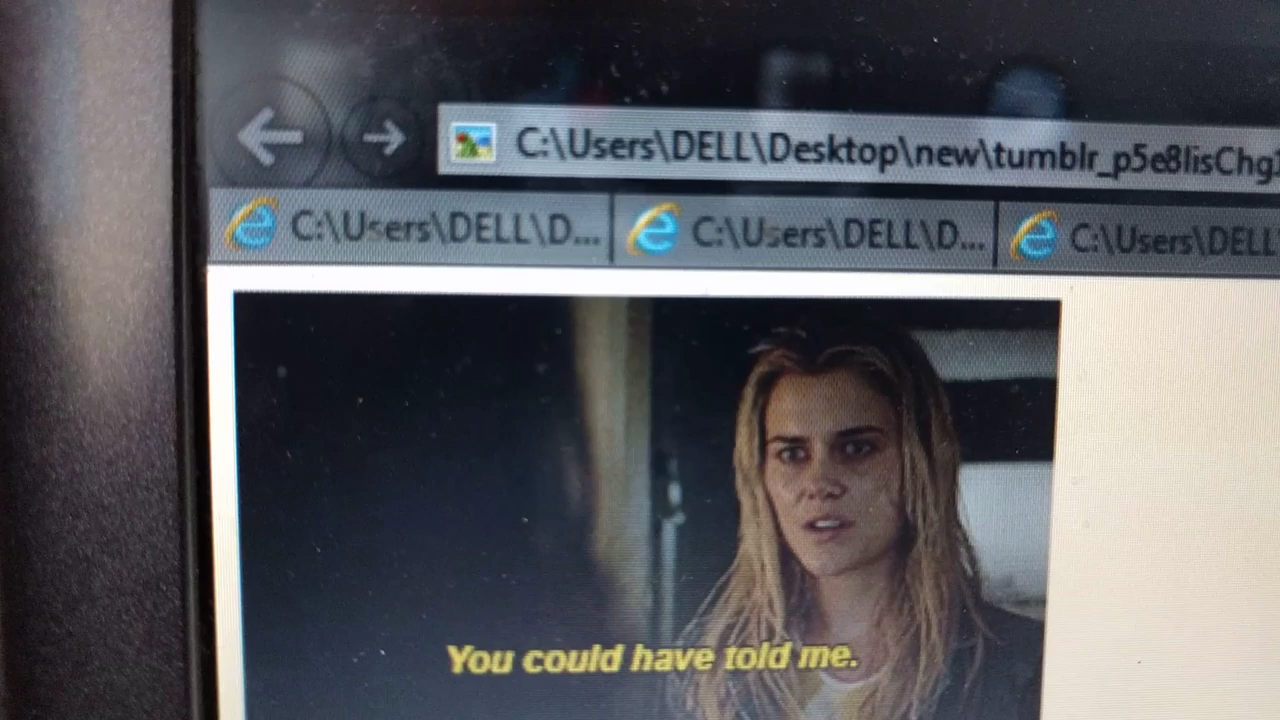 C:\Users\DELL\Desktop\new\tumblr_p5e8lisChg
C:\Users\DELL\D...
C:\Users\DELL\D...
C:\Users\DELL
You could have told me.